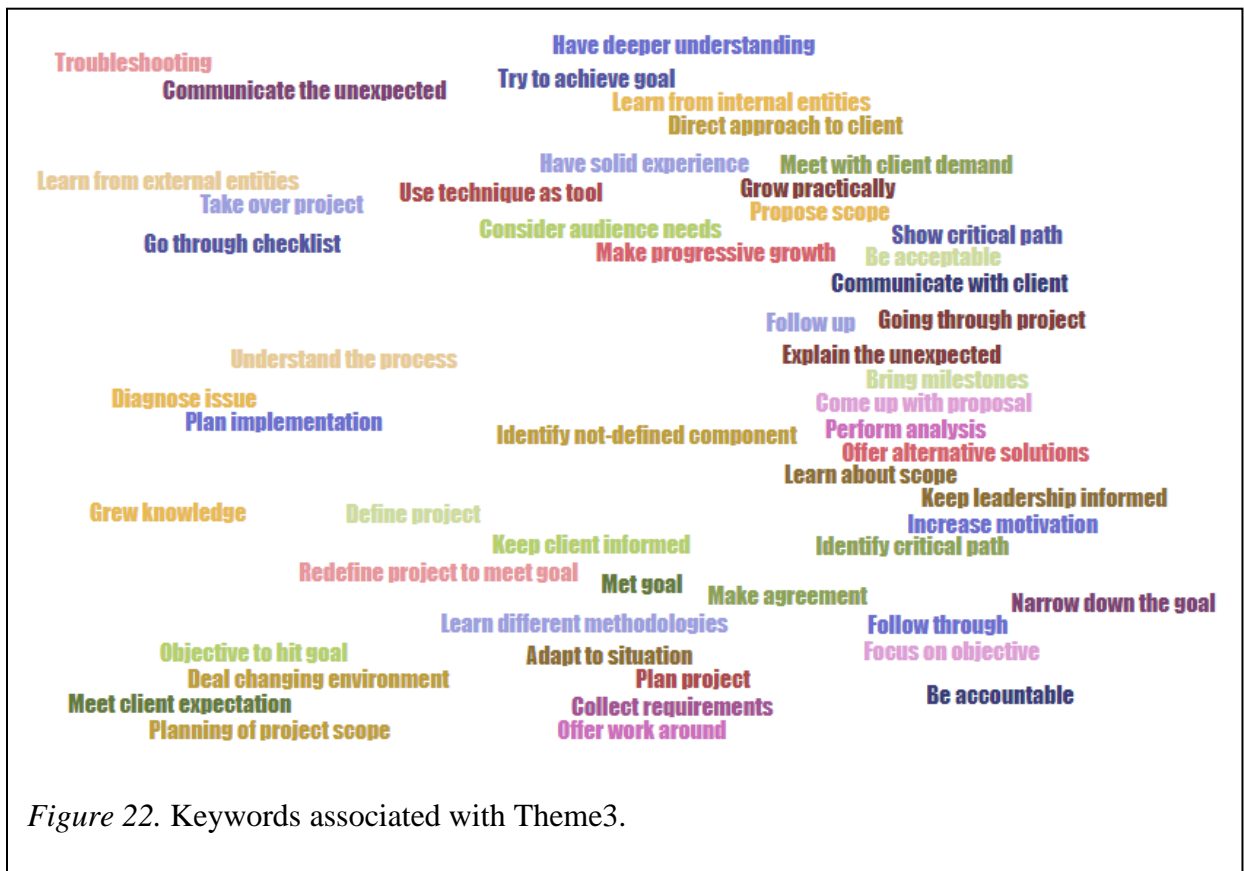 Have deeper understanding
Troubleshooting
Try to achieve goal
Communicate the unexpected
Learn from internal entities
Direct approach to client
Have solid experience
Meet with client demand
Learn from external entities
Use technique as tool
Grow practically
Take over project
Propose scope
Consider audience needs
Show critical path
Go through checklist
Make progressive growth
Be acceptable
Communicate with client
Follow up
Going through project
Understand the process
Explain the unexpected
Bring milestones
Diagnose issue
Come up with proposal
Plan implementation
Identify not-defined component
Perform analysis
Offer alternative solutions
Learn about scope
Keep leadership informed
Grew knowledge
Define project
Increase motivation
Keep client informed
Identify critical path
Redefine project to meet goal
Met goal
Make agreement
Narrow down the goal
Learn different methodologies
Follow through
Objective to hit goal
Adapt to situation
Focus on objective
Deal changing environment
Plan project
Be accountable
Meet client expectation
Collect requirements
Planning of project scope
Offer work around
Figure 22. Keywords associated with Theme3.